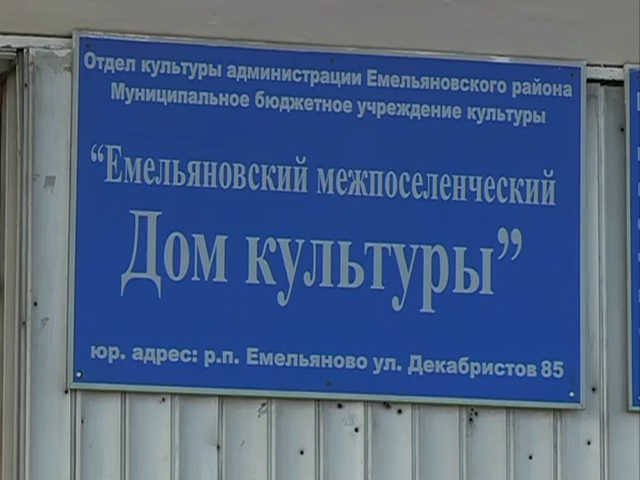 Отдел культуры администрации Емельяновского района
Муниципальное бюджетное учреждение культуры
“Емельяновский межпоселенческий
Дом культуры”
юр. адрес: р.п. Емельяново ул. Декабристов 85